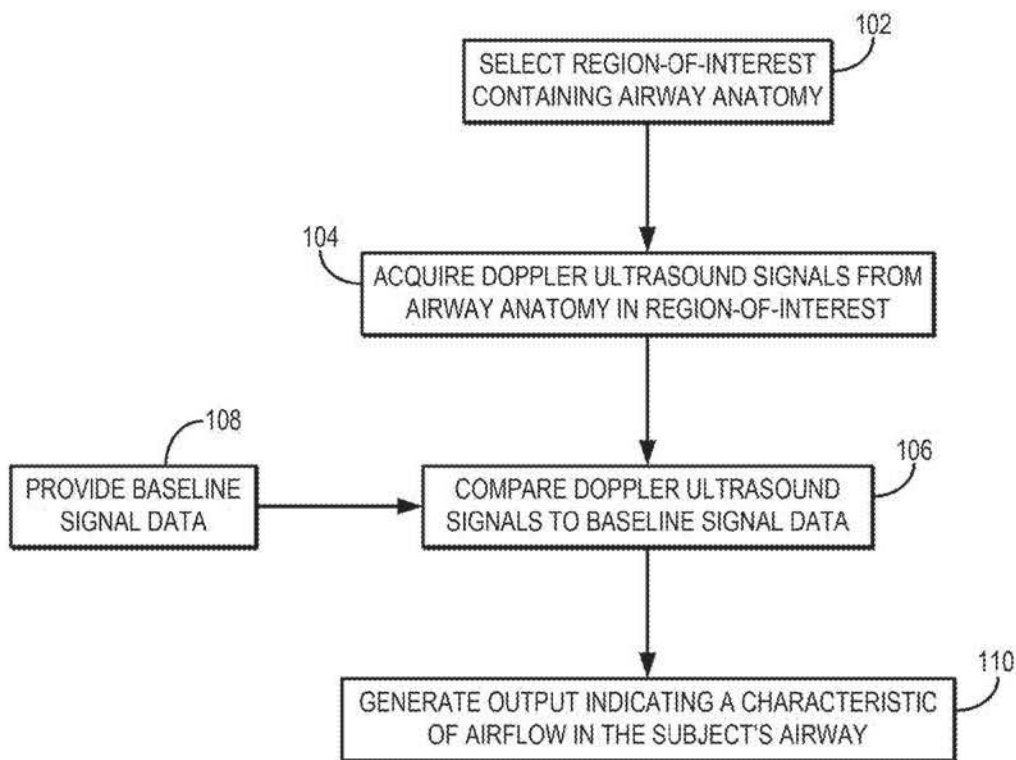 102
SELECT REGION-OF-INTEREST
CONTAINING AIRWAY ANATOMY
104
ACQUIRE DOPPLER ULTRASOUND SIGNALS FROM
AIRWAY ANATOMY IN REGION-OF-INTEREST
108
PROVIDE BASELINE
SIGNAL DATA
106
COMPARE DOPPLER ULTRASOUND
SIGNALS TO BASELINE SIGNAL DATA
110
GENERATE OUTPUT INDICATING A CHARACTERISTIC
OF AIRFLOW IN THE SUBJECT'S AIRWAY